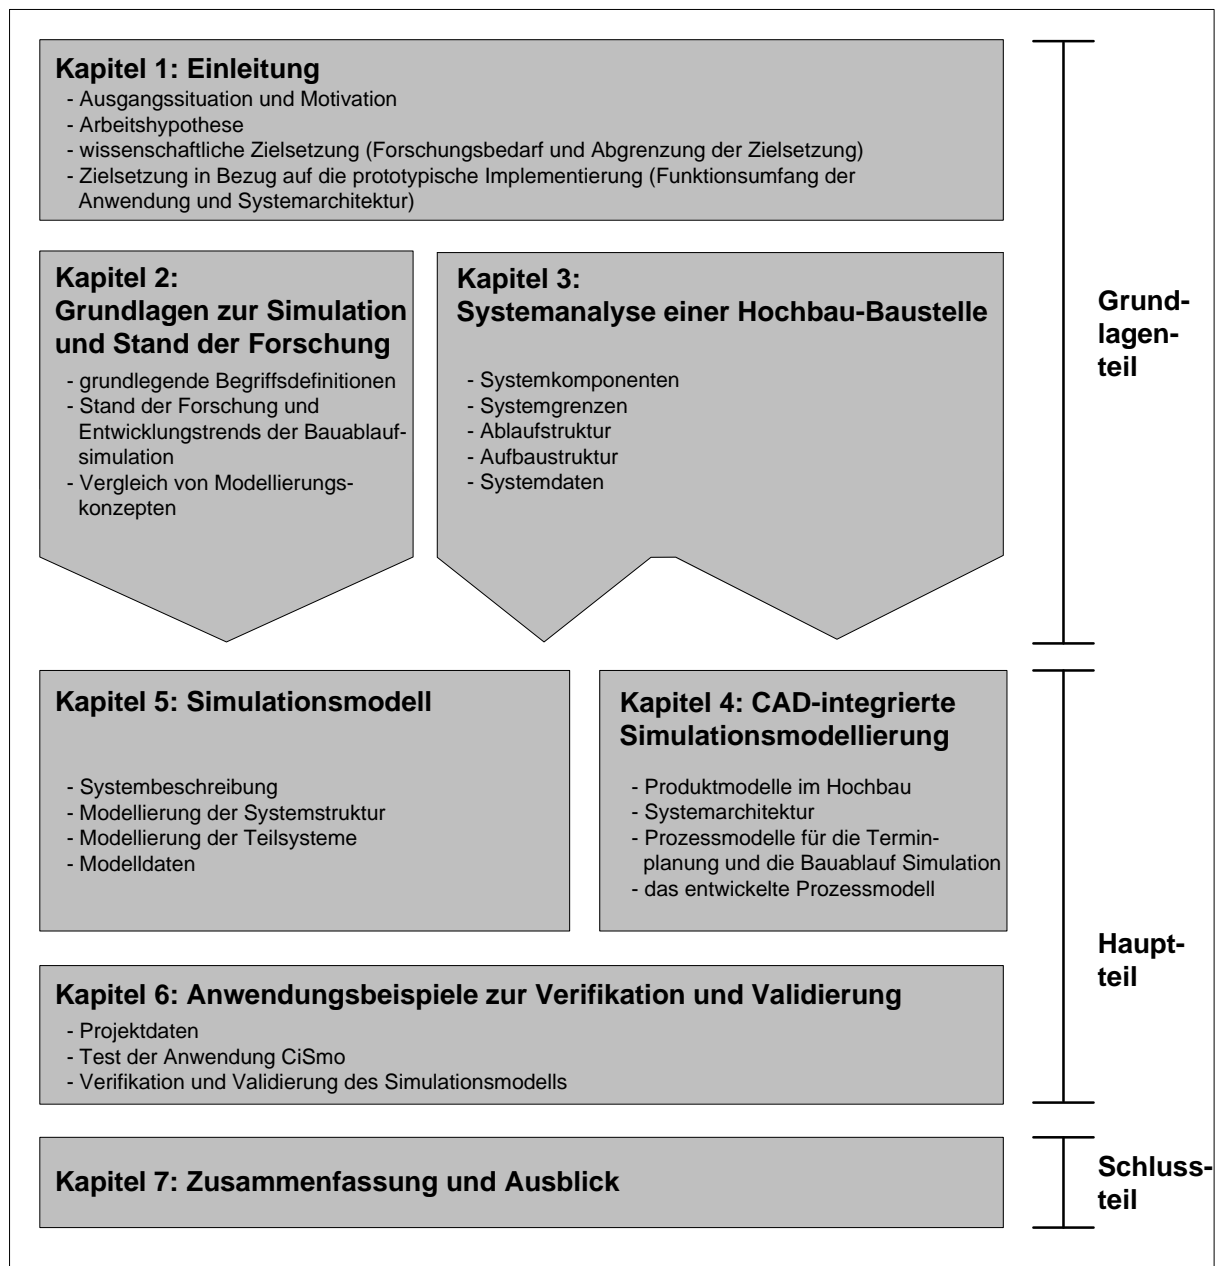 Kapitel 1: Einleitung
- Ausgangssituation und Motivation
- Arbeitshypothese
- wissenschaftliche Zielsetzung (Forschungsbedarf und Abgrenzung der Zielsetzung)
- Zielsetzung in Bezug auf die prototypische Implementierung (Funktionsumfang der
Anwendung und Systemarchitektur)
Kapitel 2:
Grundlagen zur Simulation
und Stand der Forschung
- grundlegende Begriffsdefinitionen
- Stand der Forschung und
Entwicklungstrends der Bauablauf-
simulation
- Vergleich von Modellierungs-
konzepten
Kapitel 3:
Systemanalyse einer Hochbau-Baustelle
- Systemkomponenten
- Systemgrenzen
- Ablaufstruktur
- Aufbaustruktur
- Systemdaten
Grund-
lagen-
teil
Kapitel 5: Simulationsmodell
- Systembeschreibung
- Modellierung der Systemstruktur
- Modellierung der Teilsysteme
- Modelldaten
Kapitel 4: CAD-integrierte
Simulationsmodellierung
- Produktmodelle im Hochbau
- Systemarchitektur
- Prozessmodelle für die Termin-
planung und die Bauablauf Simulation
- das entwickelte Prozessmodell
Kapitel 6: Anwendungsbeispiele zur Verifikation und Validierung
- Projektdaten
- Test der Anwendung CiSmo
- Verifikation und Validierung des Simulationsmodells
Haupt-
teil
Kapitel 7: Zusammenfassung und Ausblick
Schluss-
teil